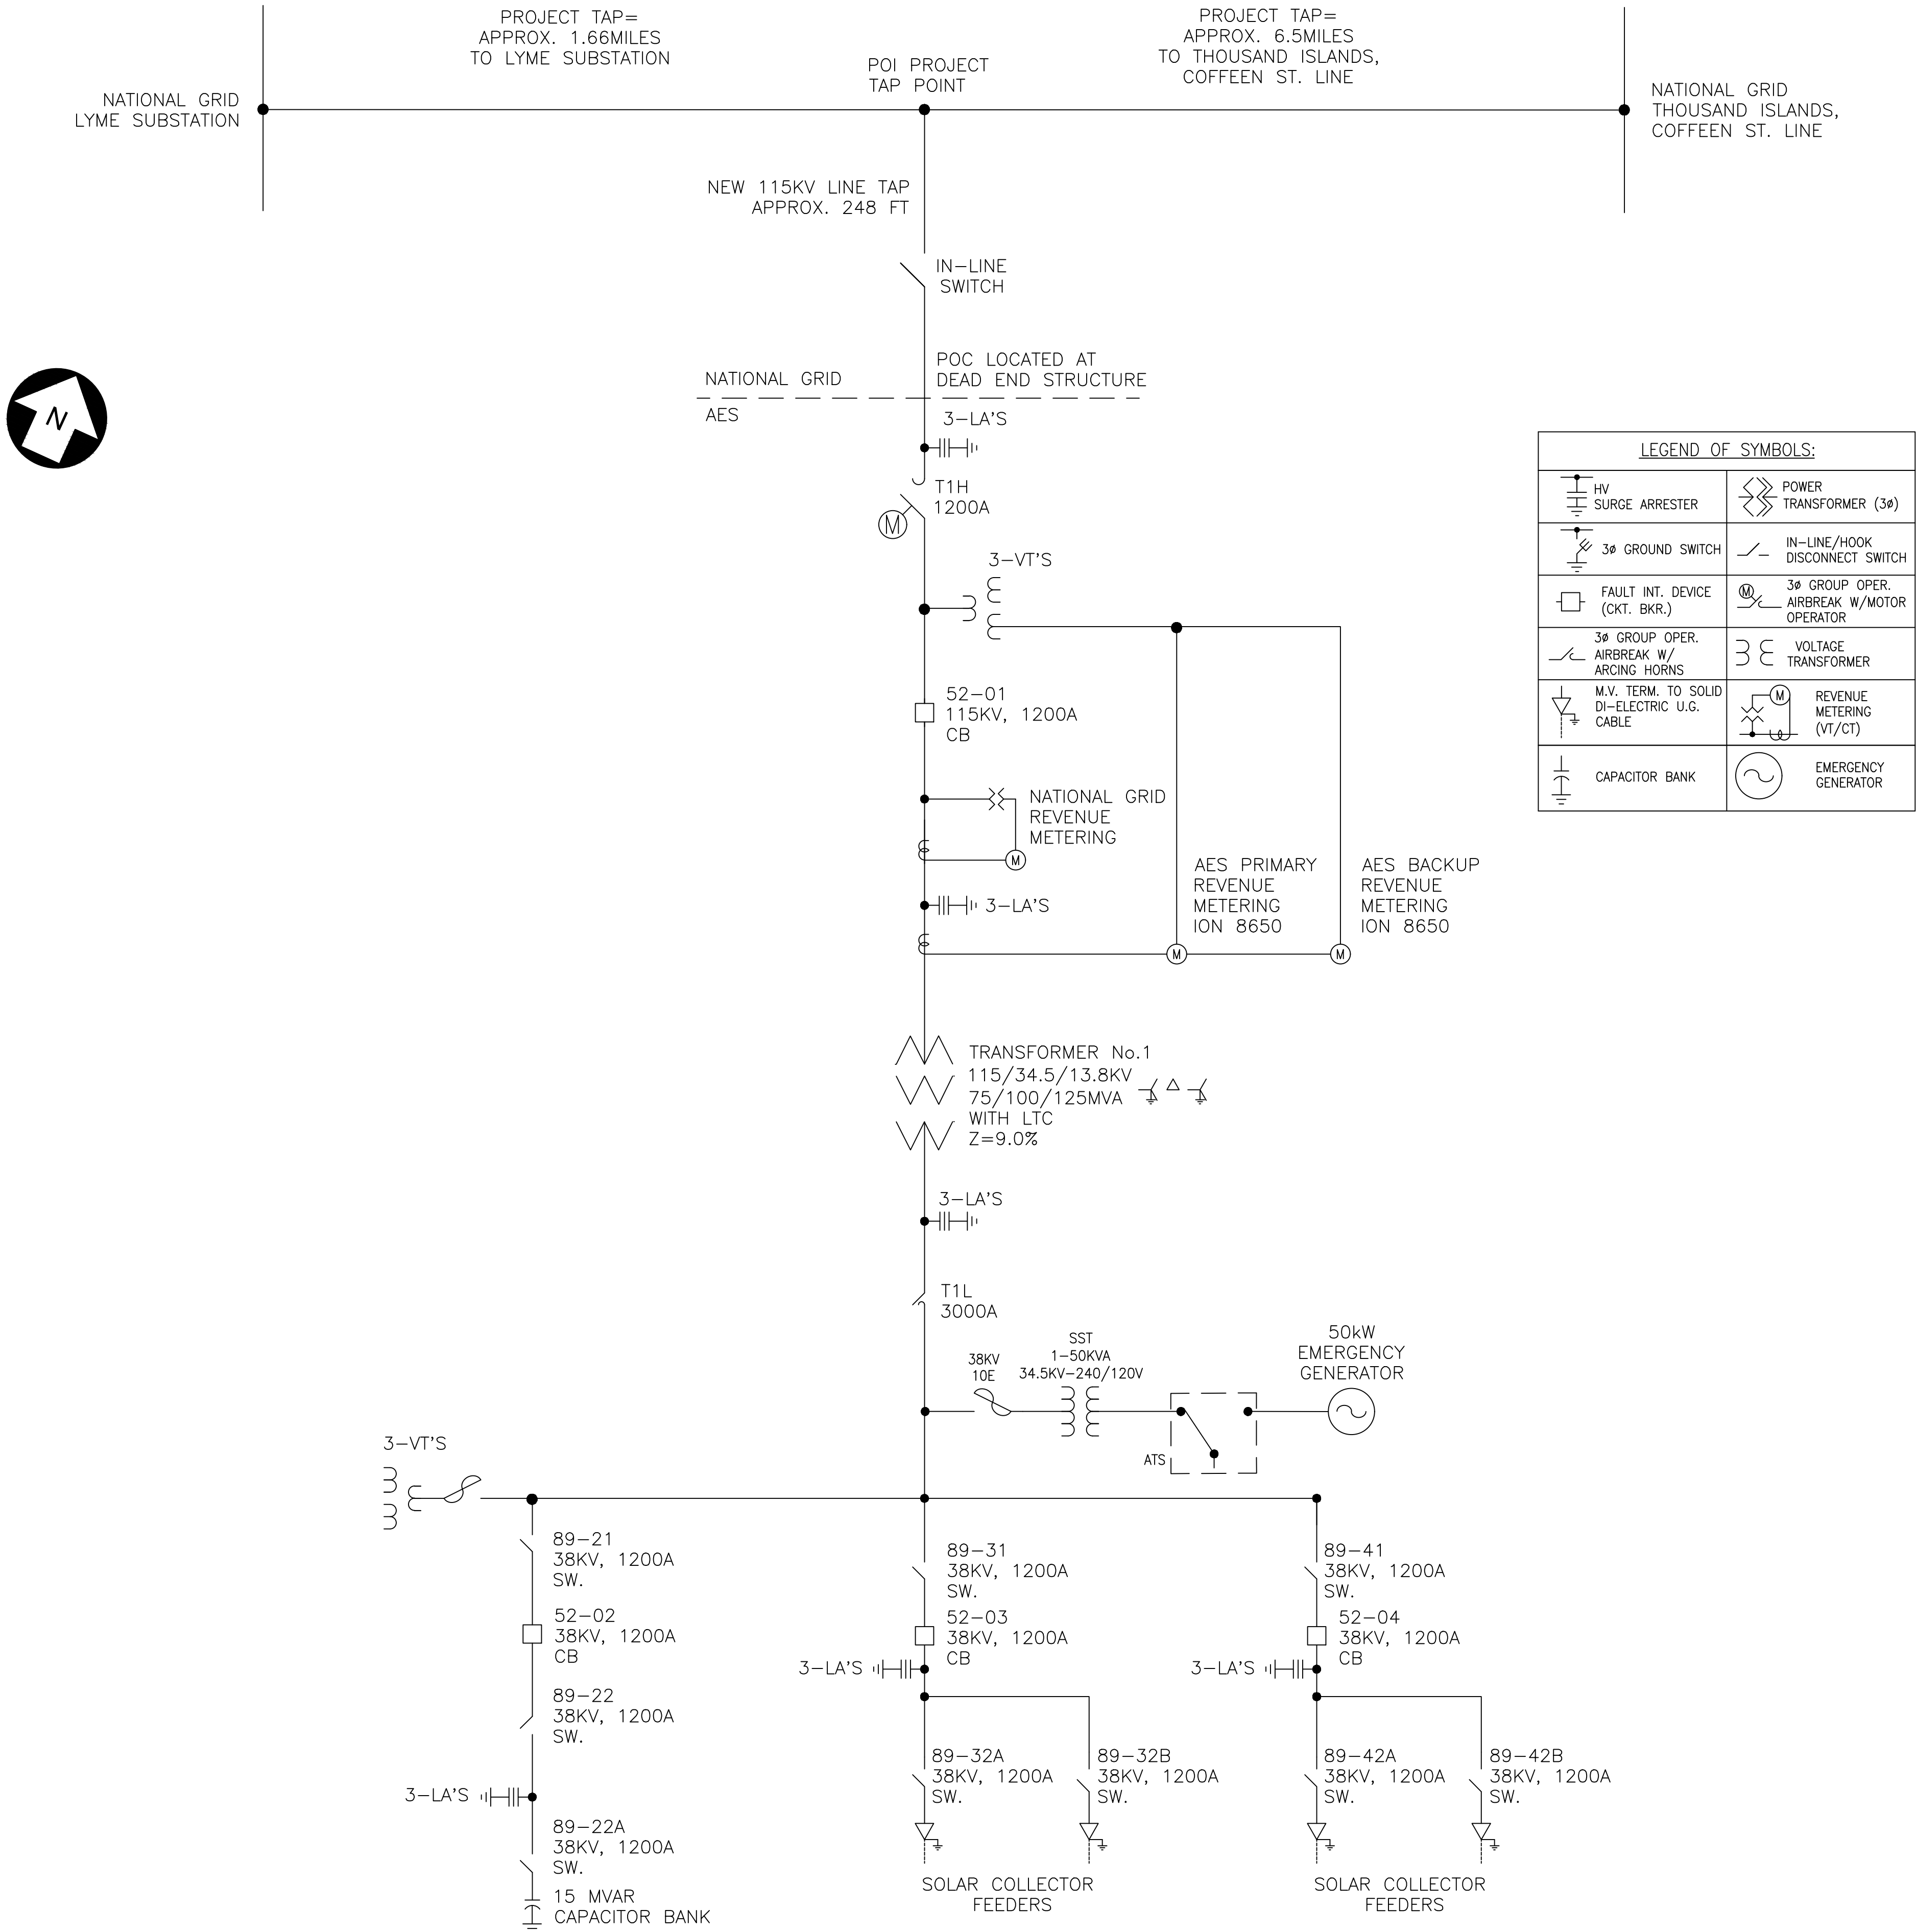 PROJECT TAP=
APPROX. 1.66MILES
TO LYME SUBSTATION
PROJECT TAP=
APPROX. 6.5MILES
TO THOUSAND ISLANDS,
COFFEEN ST. LINE
POI PROJECT
TAP POINT
NATIONAL GRID
LYME SUBSTATION
NATIONAL GRID
THOUSAND ISLANDS,
COFFEEN ST. LINE
NEW 115KV LINE TAP
APPROX. 248 FT
IN-LINE
SWITCH
N
NATIONAL GRID
AES
POC LOCATED AT
DEAD END STRUCTURE
3-LA'S
T1H
1200A
M
3-VT'S
52-01
115KV, 1200A
CB
NATIONAL GRID
REVENUE
METERING
M
3-LA'S
AES PRIMARY
REVENUE
METERING
ION 8650
M
AES BACKUP
REVENUE
METERING
ION 8650
M
LEGEND OF SYMBOLS:
HV
SURGE ARRESTER
POWER
TRANSFORMER (3ø)
3ø GROUND SWITCH
IN-LINE/HOOK
DISCONNECT SWITCH
FAULT INT. DEVICE
(CKT. BKR.)
M
3ø GROUP OPER.
AIRBREAK W/MOTOR
OPERATOR
3ø GROUP OPER.
AIRBREAK W/
ARCING HORNS
VOLTAGE
TRANSFORMER
M.V. TERM. TO SOLID
DI-ELECTRIC U.G.
CABLE
M
REVENUE
METERING
(VT/CT)
CAPACITOR BANK
EMERGENCY
GENERATOR
TRANSFORMER No.1
115/34.5/13.8KV
75/100/125MVA
WITH LTC
Z=9.0%
3-LA'S
T1L
3000A
38KV
10E
SST
1-50KVA
34.5KV-240/120V
ATS
50kW
EMERGENCY
GENERATOR
3-VT'S
89-21
38KV, 1200A
SW.
52-02
38KV, 1200A
CB
89-22
38KV, 1200A
SW.
3-LA'S
89-22A
38KV, 1200A
SW.
15 MVAR
CAPACITOR BANK
89-31
38KV, 1200A
SW.
52-03
38KV, 1200A
CB
3-LA'S
89-32A
38KV, 1200A
SW.
89-32B
38KV, 1200A
SW.
SOLAR COLLECTOR
FEEDERS
89-41
38KV, 1200A
SW.
52-04
38KV, 1200A
CB
3-LA'S
89-42A
38KV, 1200A
SW.
89-42B
38KV, 1200A
SW.
SOLAR COLLECTOR
FEEDERS